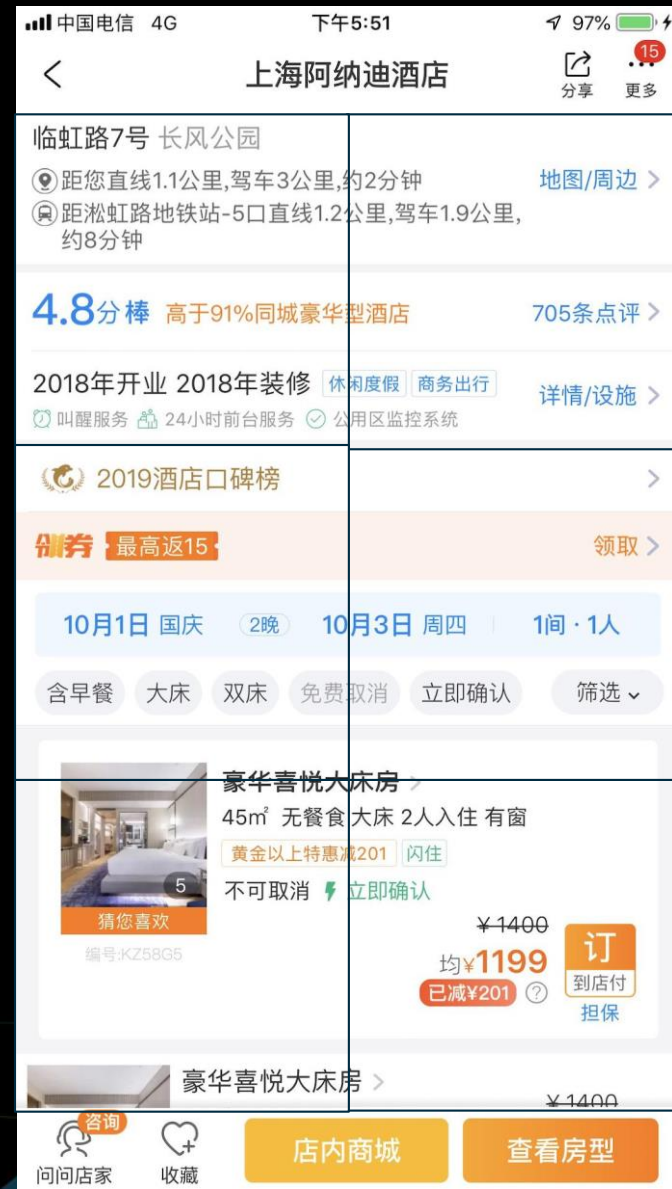 中国电信 4G 下午5:51 97%
上海阿纳迪酒店 分享 15 更多
临虹路7号 长风公园
距您直线1.1公里,驾车3公里,约2分钟 地图/周边
距淞虹路地铁站-5口直线1.2公里,驾车1.9公里,
约8分钟
4.8分 棒 高于91%同城豪华型酒店 705条点评
2018年开业 2018年装修 休闲度假 商务出行 详情/设施
叫醒服务 24小时前台服务 公用区监控系统
2019酒店口碑榜
领券 最高返15 领取
10月1日 国庆 2晚 10月3日 周四 1间·1人
含早餐 大床 双床 免费取消 立即确认 筛选
豪华喜悦大床房
45㎡ 无餐食 大床 2人入住 有窗
黄金以上特惠减201 闪住
5 不可取消 立即确认
猜您喜欢 ¥1400
编号:KZ58G5
均¥1199 订
已减¥201 ? 到店付
担保
豪华喜悦大床房
¥1400
咨询
问问店家 收藏 店内商城 查看房型